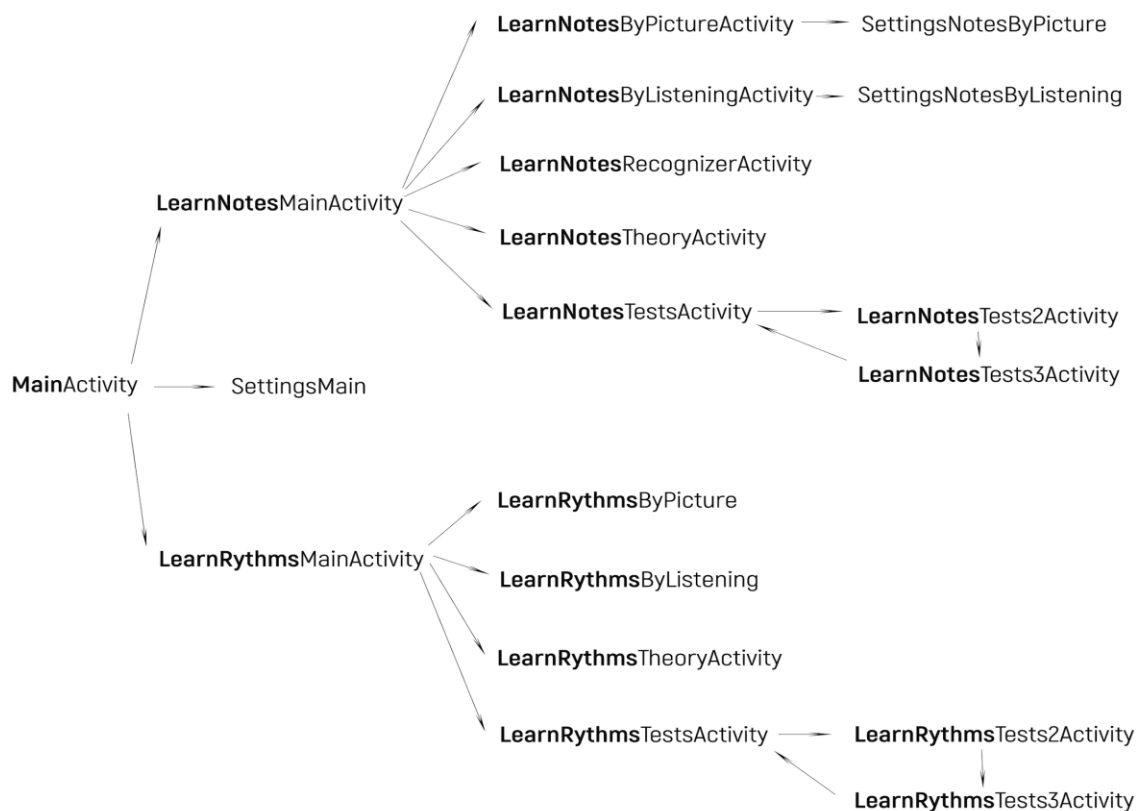 LearnNotesByPictureActivity
SettingsNotesByPicture
LearnNotesByListeningActivity
SettingsNotesByListening
LearnNotesRecognizerActivity
LearnNotesMainActivity
LearnNotesTheoryActivity
LearnNotesTestsActivity
LearnNotesTests2Activity
LearnNotesTests3Activity
MainActivity
SettingsMain
LearnRythmsByPicture
LearnRythmsMainActivity
LearnRythmsByListening
LearnRythmsTheoryActivity
LearnRythmsTestsActivity
LearnRythmsTests2Activity
LearnRythmsTests3Activity